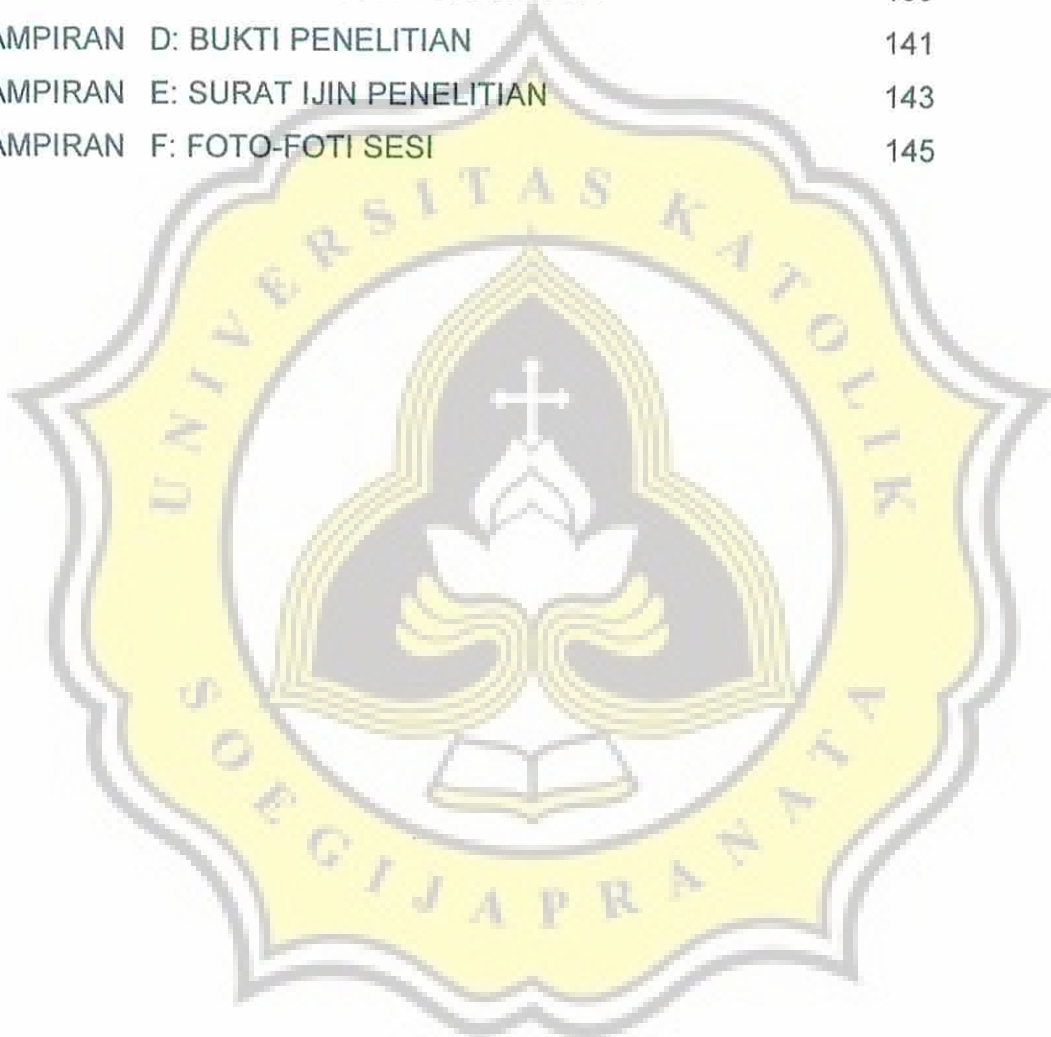 AMPIRAN D: BUKTI PENELITIAN 141
AMPIRAN E: SURAT IJIN PENELITIAN 143
AMPIRAN F: FOTO-FOTI SESI 145
UNIVERSITAS KATOLIK
SOEGIJAPRANATA